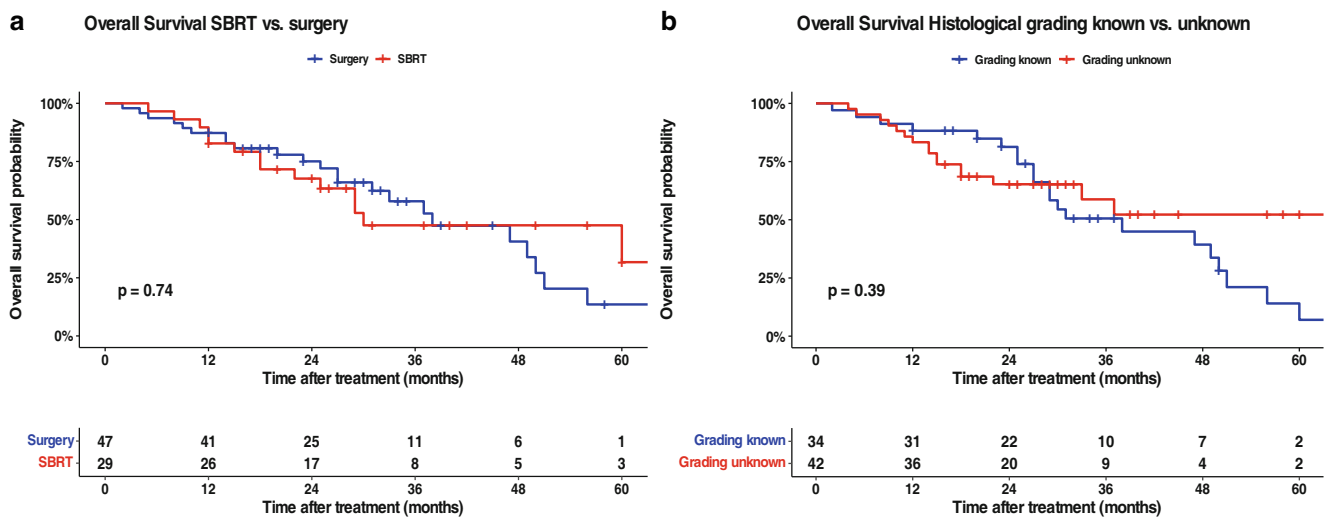 a Overall Survival SBRT vs. surgery
Surgery SBRT
Overall survival probability
100%
75%
50%
25%
0%
p = 0.74
0 12 24 36 48 60
Time after treatment (months)
Surgery 47 41 25 11 6 1
SBRT 29 26 17 8 5 3
0 12 24 36 48 60
Time after treatment (months)
b Overall Survival Histological grading known vs. unknown
Grading known Grading unknown
Overall survival probability
100%
75%
50%
25%
0%
p = 0.39
0 12 24 36 48 60
Time after treatment (months)
Grading known 34 31 22 10 7 2
Grading unknown 42 36 20 9 4 2
0 12 24 36 48 60
Time after treatment (months)